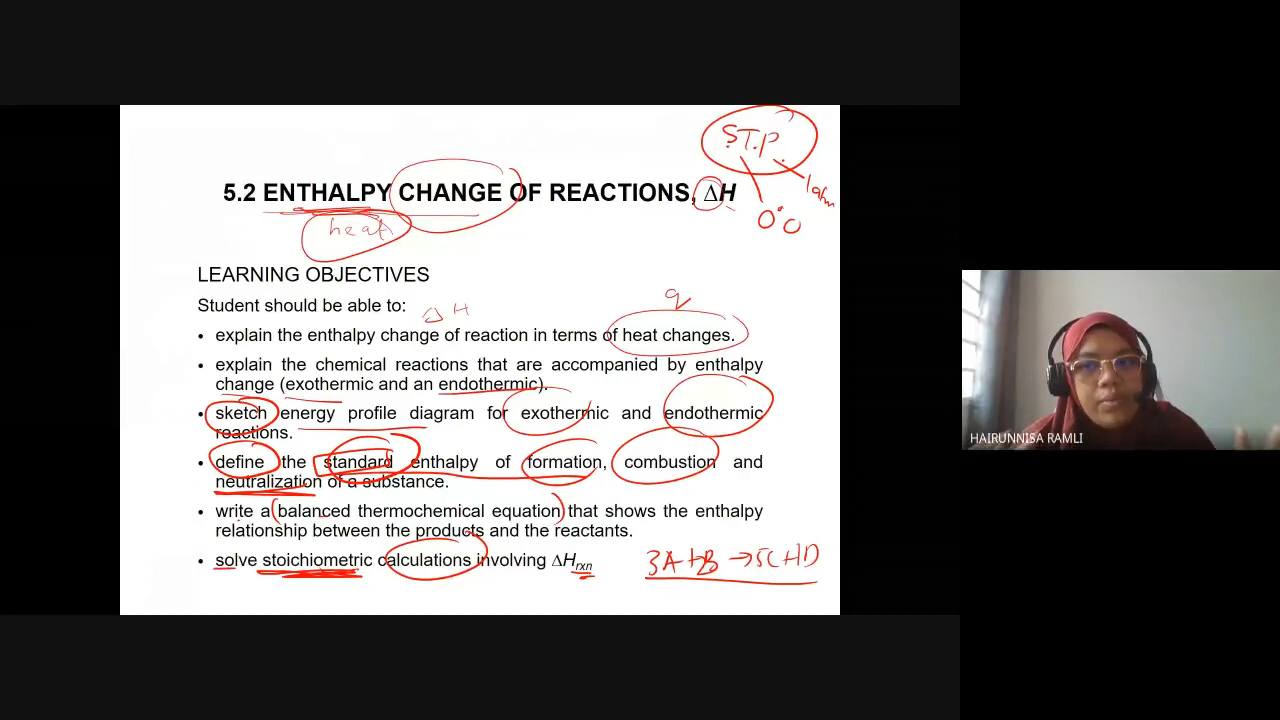 S.T.P.
1 atm
0°C
5.2 ENTHALPY CHANGE OF REACTIONS, ΔH
heat
LEARNING OBJECTIVES
Student should be able to:
ΔH
q
• explain the enthalpy change of reaction in terms of heat changes.
• explain the chemical reactions that are accompanied by enthalpy
change (exothermic and an endothermic).
• sketch energy profile diagram for exothermic and endothermic
reactions.
• define the standard enthalpy of formation, combustion and
neutralization of a substance.
• write a balanced thermochemical equation that shows the enthalpy
relationship between the products and the reactants.
• solve stoichiometric calculations involving ΔHrxn
3A + 2B → 5C + D
HAIRUNNISA RAMLI